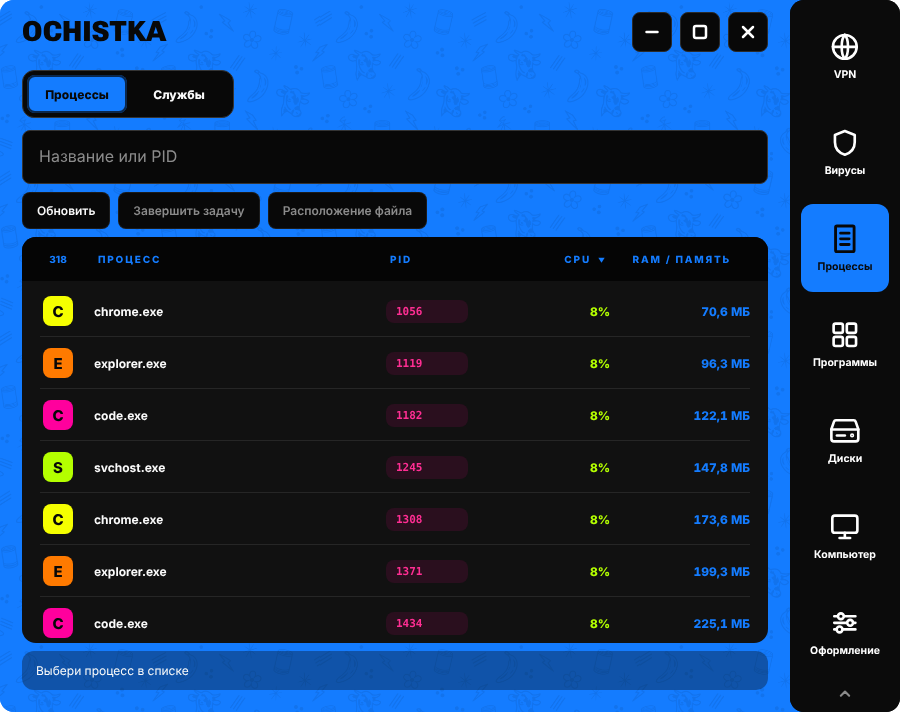 OCHISTKA
Процессы Службы
Название или PID
Обновить Завершить задачу Расположение файла
318 ПРОЦЕСС PID CPU ▼ RAM / ПАМЯТЬ
C chrome.exe 1056 8% 70,6 МБ
E explorer.exe 1119 8% 96,3 МБ
C code.exe 1182 8% 122,1 МБ
S svchost.exe 1245 8% 147,8 МБ
C chrome.exe 1308 8% 173,6 МБ
E explorer.exe 1371 8% 199,3 МБ
C code.exe 1434 8% 225,1 МБ
Выбери процесс в списке
VPN
Вирусы
Процессы
Программы
Диски
Компьютер
Оформление